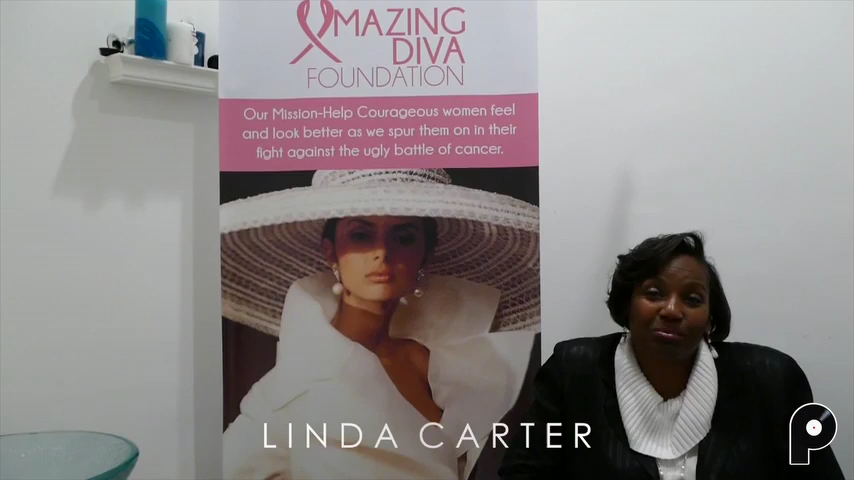 MAZING
DIVA
FOUNDATION
Our Mission-Help Courageous women feel
and look better as we spur them on in their
fight against the ugly battle of cancer.
LINDA CARTER